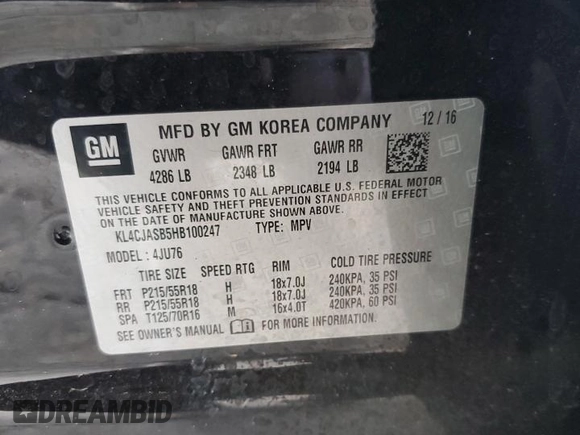 GM
MFD BY GM KOREA COMPANY 12 / 16
GVWR GAWR FRT GAWR RR
4286 LB 2348 LB 2194 LB
THIS VEHICLE CONFORMS TO ALL APPLICABLE U.S. FEDERAL MOTOR
VEHICLE SAFETY AND THEFT PREVENTION STANDARDS IN EFFECT
ON THE DATE OF MANUFACTURE SHOWN ABOVE.
KL4CJASB5HB100247 TYPE: MPV
MODEL: 4JU76
TIRE SIZE SPEED RTG RIM COLD TIRE PRESSURE
FRT P215/55R18 H 18x7.0J 240KPA, 35 PSI
RR P215/55R18 H 18x7.0J 240KPA, 35 PSI
SPA T125/70R16 M 16x4.0T 420KPA, 60 PSI
SEE OWNER'S MANUAL FOR MORE INFORMATION.
DREAMBID